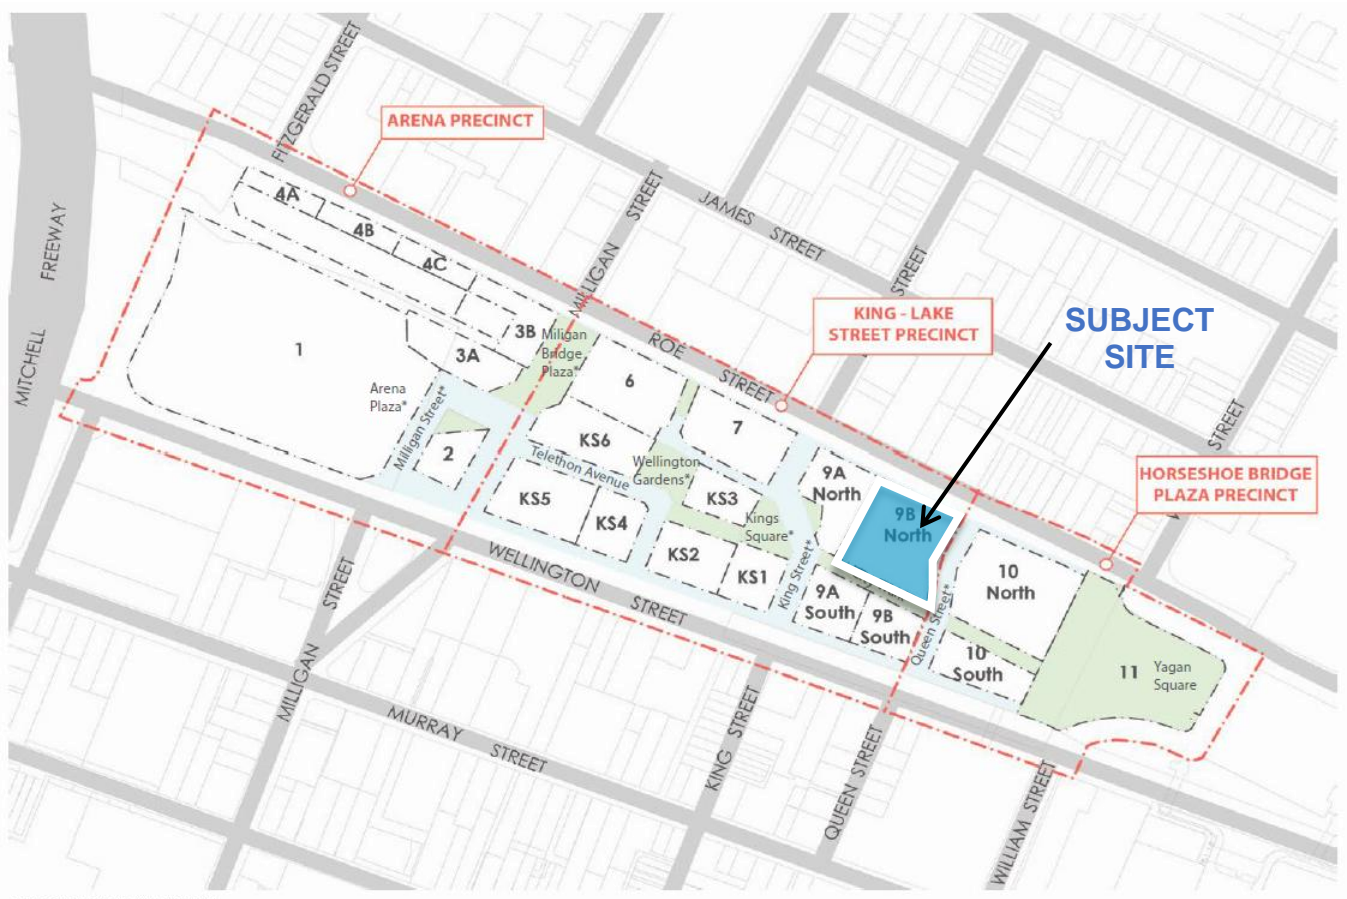 FITZGERALD STREET
ARENA PRECINCT
4A
4B
4C
MITCHELL FREEWAY
MILLIGAN STREET
JAMES STREET
STREET
KING - LAKE
STREET PRECINCT
SUBJECT
SITE
ROE STREET
1
3A
3B
Miligan
Bridge
Plaza*
Arena
Plaza*
Milligan Street*
2
6
7
KS6
Telethon Avenue
Wellington
Gardens*
KS5
KS4
KS3
Kings
Square*
KS2
KS1
King Street*
9A
North
9B
North
9A
South
9B
South
Queen Street*
10
North
10
South
11
Yagan
Square
STREET
HORSESHOE BRIDGE
PLAZA PRECINCT
WELLINGTON STREET
MILLIGAN STREET
MURRAY STREET
KING STREET
QUEEN STREET
WILLIAM STREET